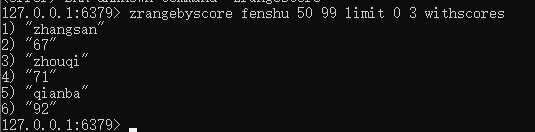 127.0.0.1:6379> zrangebyscore fenshu 50 99 limit 0 3 withscores
1) "zhangsan"
2) "67"
3) "zhouqi"
4) "71"
5) "qianba"
6) "92"
127.0.0.1:6379>